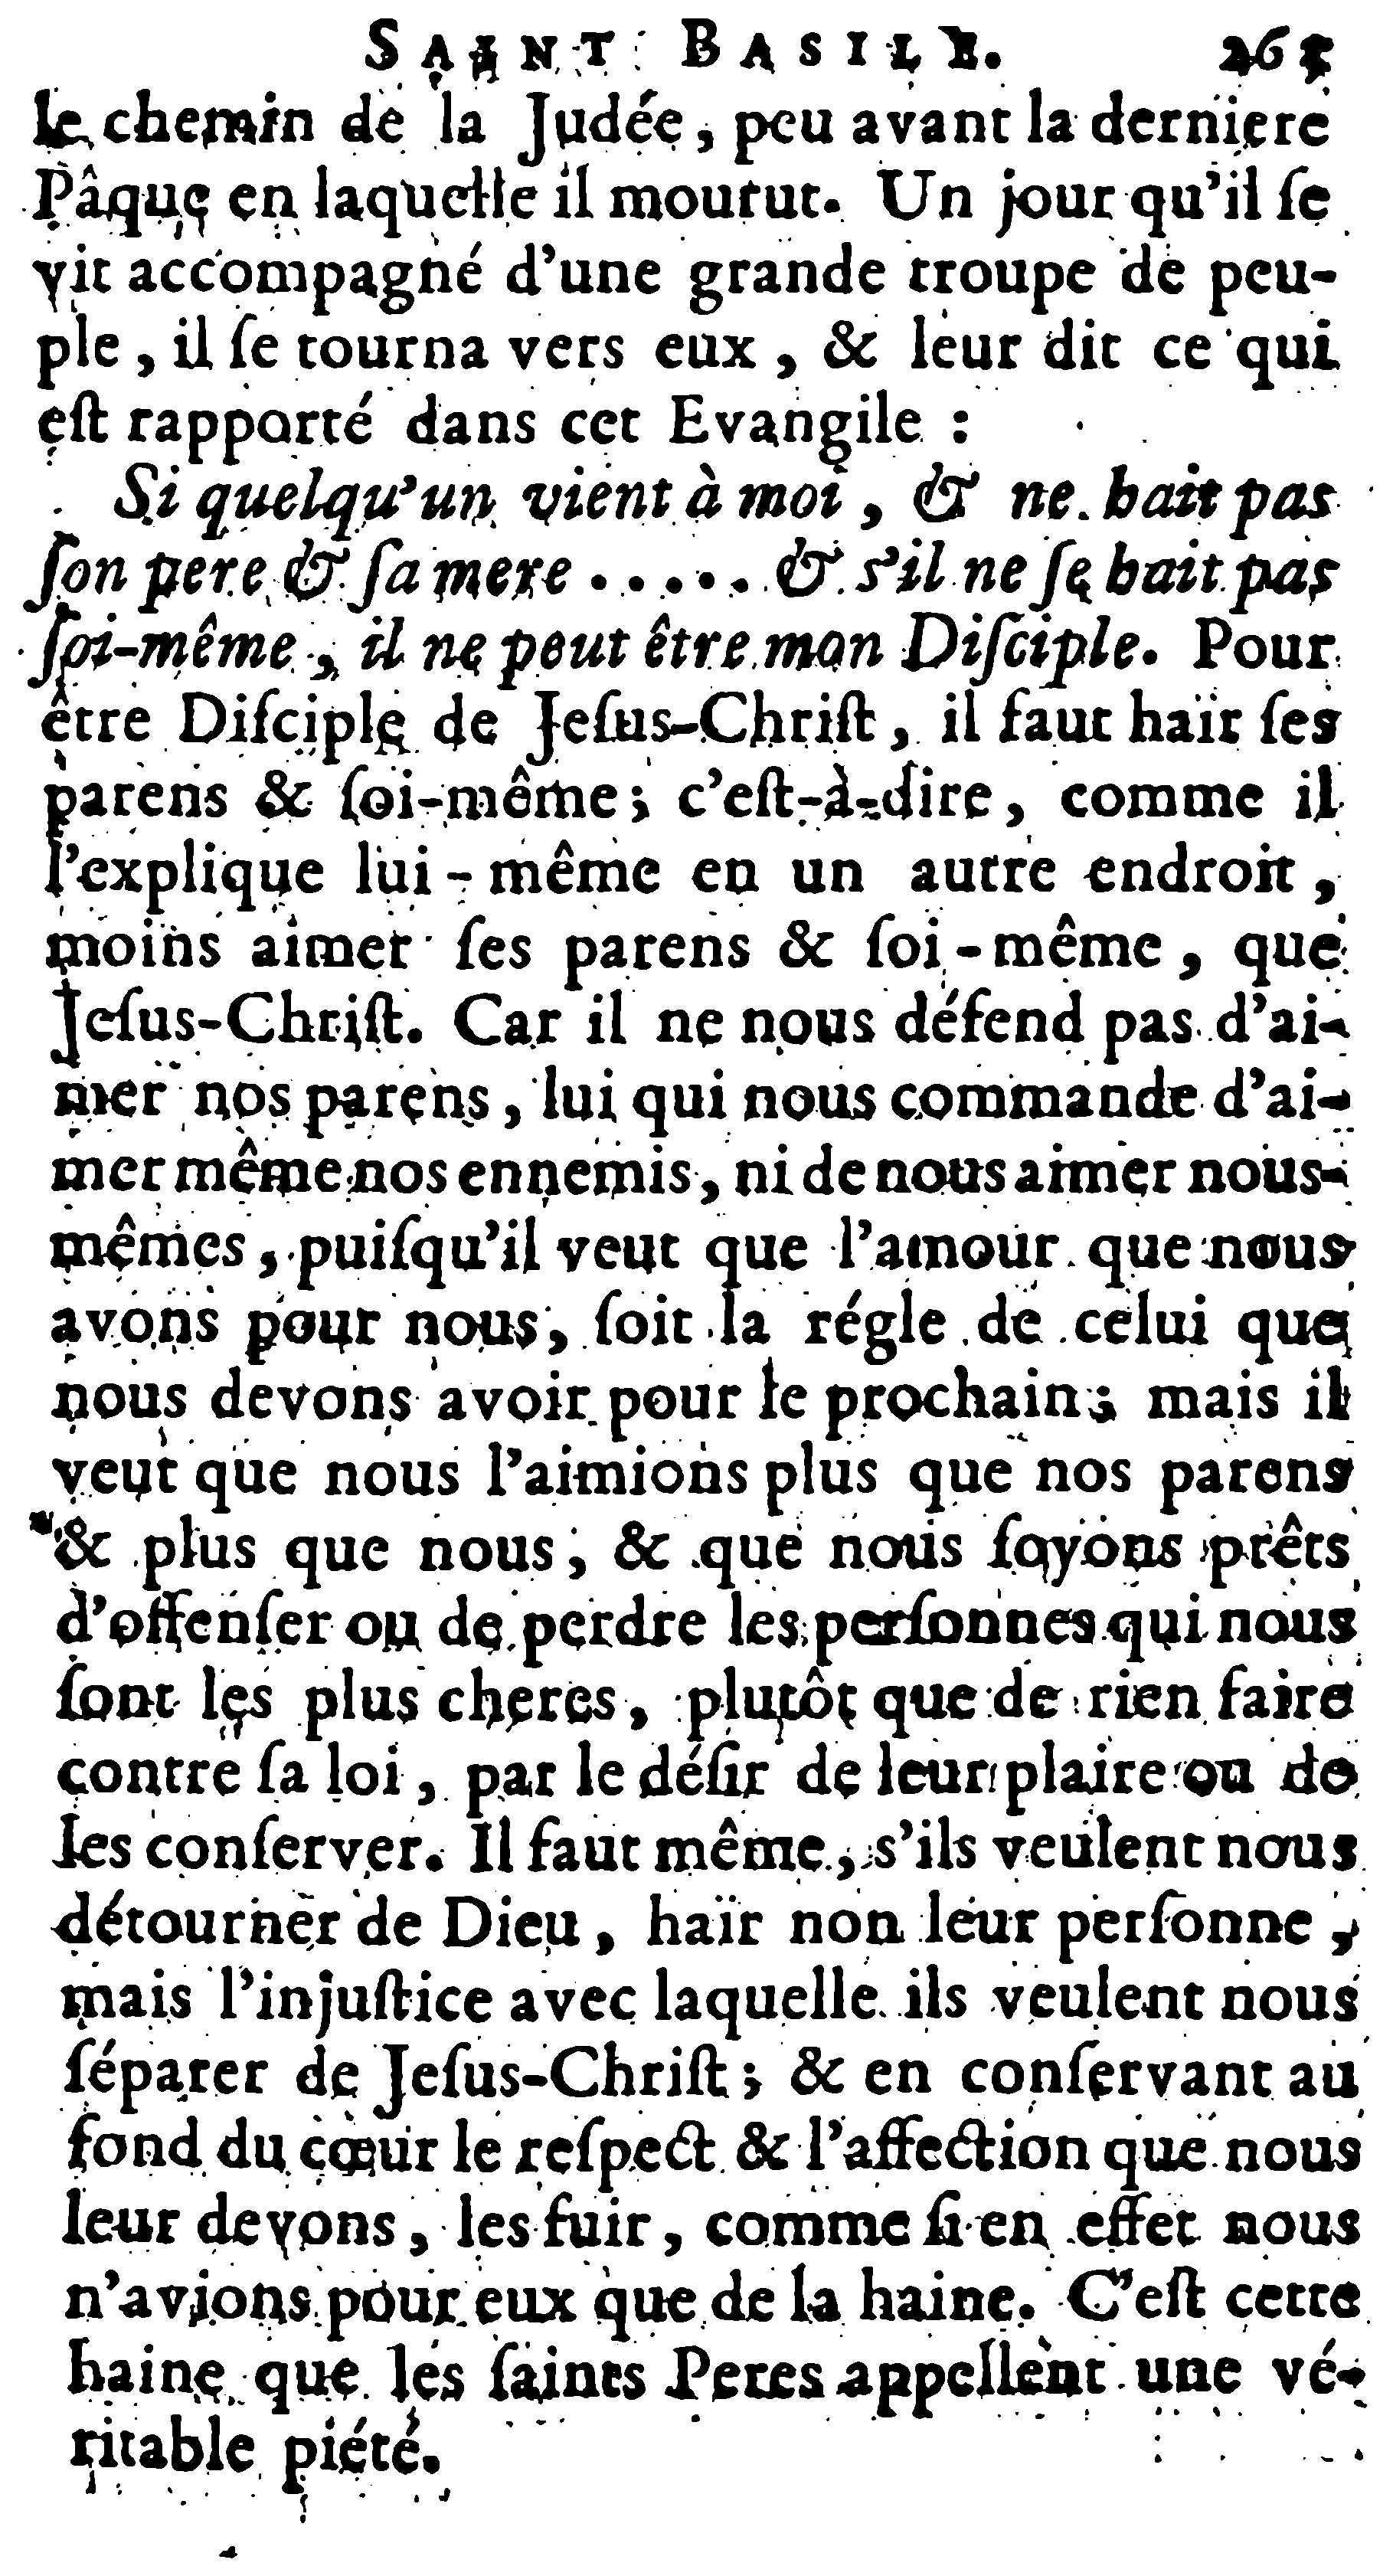 SAINT BASILE. 265
le chemin de la Judée, peu avant la derniere
Pâque en laquelle il mourut. Un jour qu'il ſe
vit accompagné d'une grande troupe de peu-
ple, il ſe tourna vers eux, & leur dit ce qui
eſt rapporté dans cet Evangile :
Si quelqu'un vient à moi, & ne hait pas
ſon pere & ſa mere ..... & s'il ne ſe hait pas
ſoi-même, il ne peut être mon Diſciple. Pour
être Diſciple de Jeſus-Chriſt, il faut haïr ſes
parens & ſoi-même; c'eſt-à-dire, comme il
l'explique lui-même en un autre endroit,
moins aimer ſes parens & ſoi-même, que
Jeſus-Chriſt. Car il ne nous défend pas d'ai-
mer nos parens, lui qui nous commande d'ai-
mer même nos ennemis, ni de nous aimer nous-
mêmes, puiſqu'il veut que l'amour que nous
avons pour nous, ſoit la régle de celui que
nous devons avoir pour le prochain; mais il
veut que nous l'aimions plus que nos parens
& plus que nous, & que nous ſoyons prêts
d'offenſer ou de perdre les perſonnes qui nous
ſont les plus cheres, plutôt que de rien faire
contre ſa loi, par le déſir de leur plaire ou de
les conſerver. Il faut même, s'ils veulent nous
détourner de Dieu, haïr non leur perſonne,
mais l'injuſtice avec laquelle ils veulent nous
ſéparer de Jeſus-Chriſt; & en conſervant au
fond du cœur le reſpect & l'affection que nous
leur devons, les fuir, comme ſi en effet nous
n'avions pour eux que de la haine. C'eſt cette
haine que les ſaints Peres appellent une vé-
ritable piété.